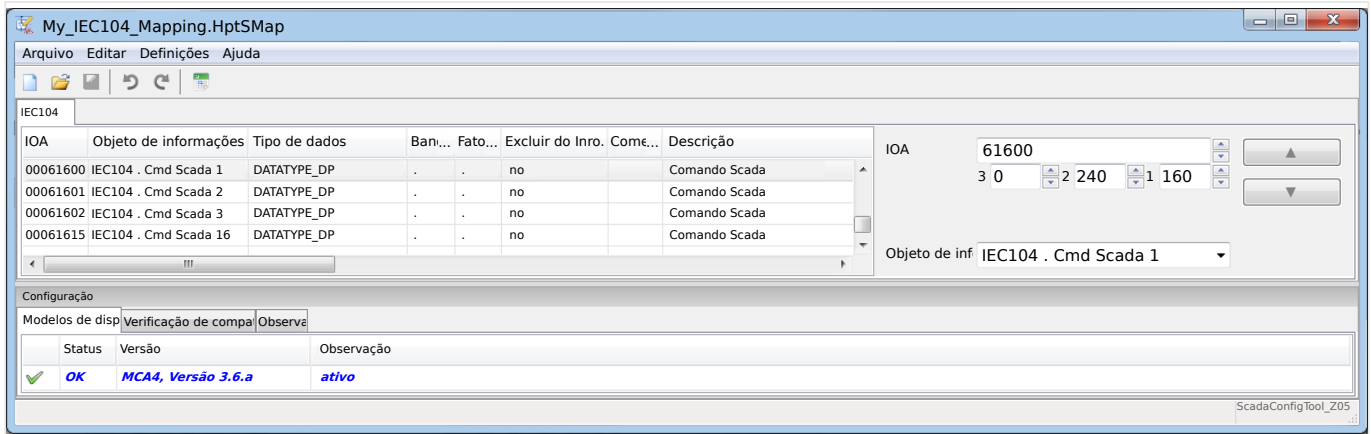 My_IEC104_Mapping.HptSMap
Arquivo Editar Definições Ajuda
IEC104
IOA Objeto de informações Tipo de dados Ban... Fato... Excluir do Inro. Come... Descrição
00061600 IEC104 . Cmd Scada 1 DATATYPE_DP . . no Comando Scada
00061601 IEC104 . Cmd Scada 2 DATATYPE_DP . . no Comando Scada
00061602 IEC104 . Cmd Scada 3 DATATYPE_DP . . no Comando Scada
00061615 IEC104 . Cmd Scada 16 DATATYPE_DP . . no Comando Scada
IOA 61600
3 0 2 240 1 160
Objeto de inf IEC104 . Cmd Scada 1
Configuração
Modelos de disp Verificação de compa Observa
Status Versão Observação
OK MCA4, Versão 3.6.a ativo
ScadaConfigTool_Z05